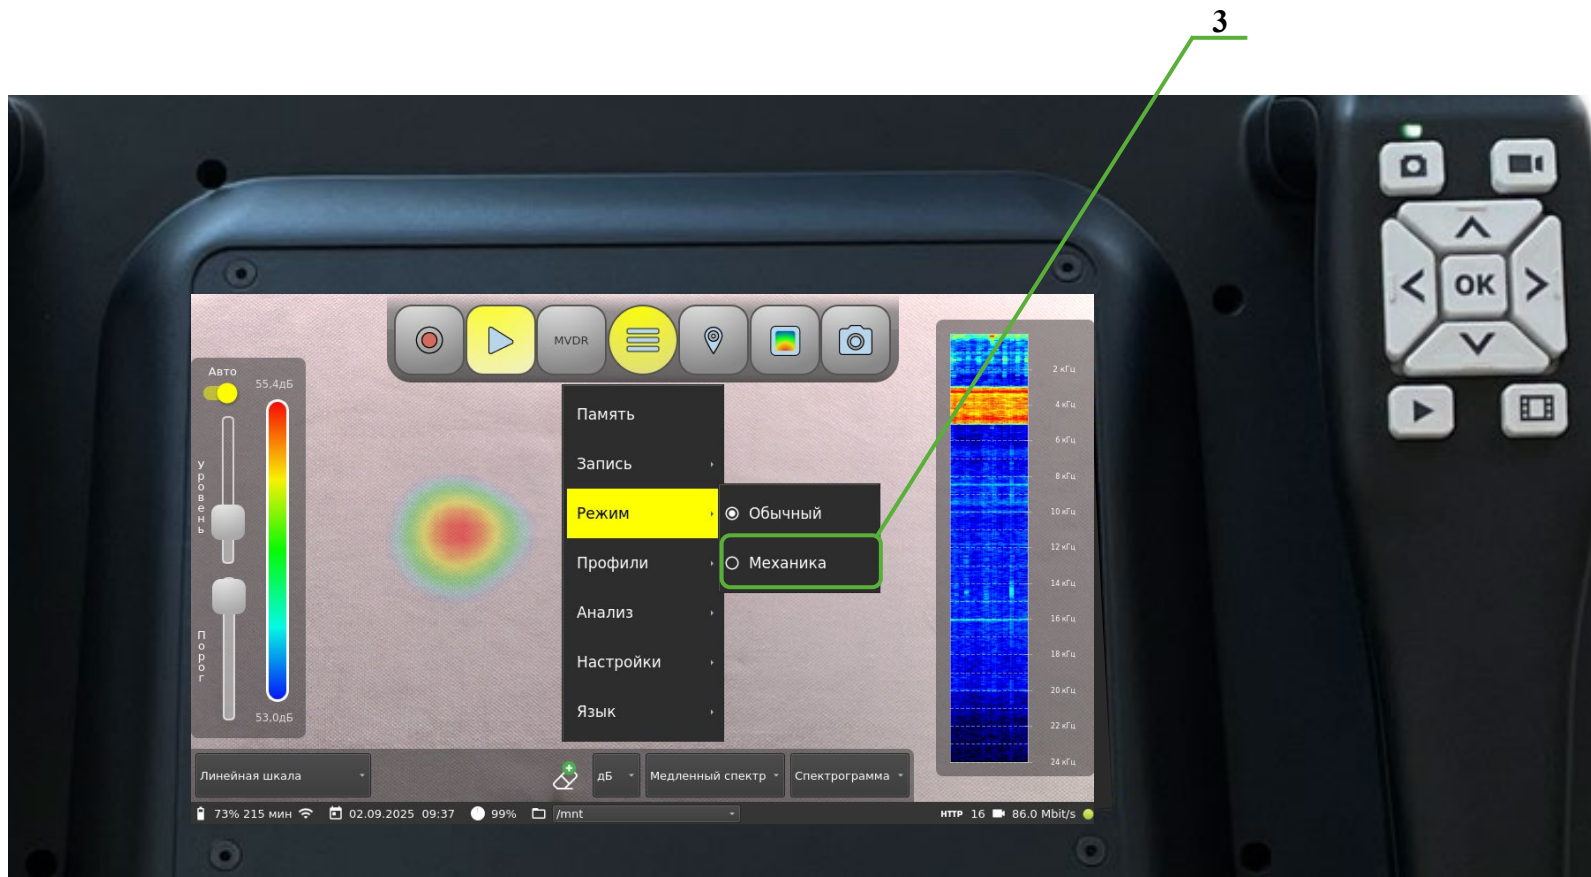 3
OK
MVDR
Авто
55,4дБ
Уровень
Порог
53,0дБ
Память
Запись
Режим
Профили
Анализ
Настройки
Язык
Обычный
Механика
2 кГц
4 кГц
6 кГц
8 кГц
10 кГц
12 кГц
14 кГц
16 кГц
18 кГц
20 кГц
22 кГц
24 кГц
Линейная шкала
дБ
Медленный спектр
Спектрограмма
73% 215 мин
02.09.2025 09:37
99%
/mnt
HTTP 16
86.0 Mbit/s